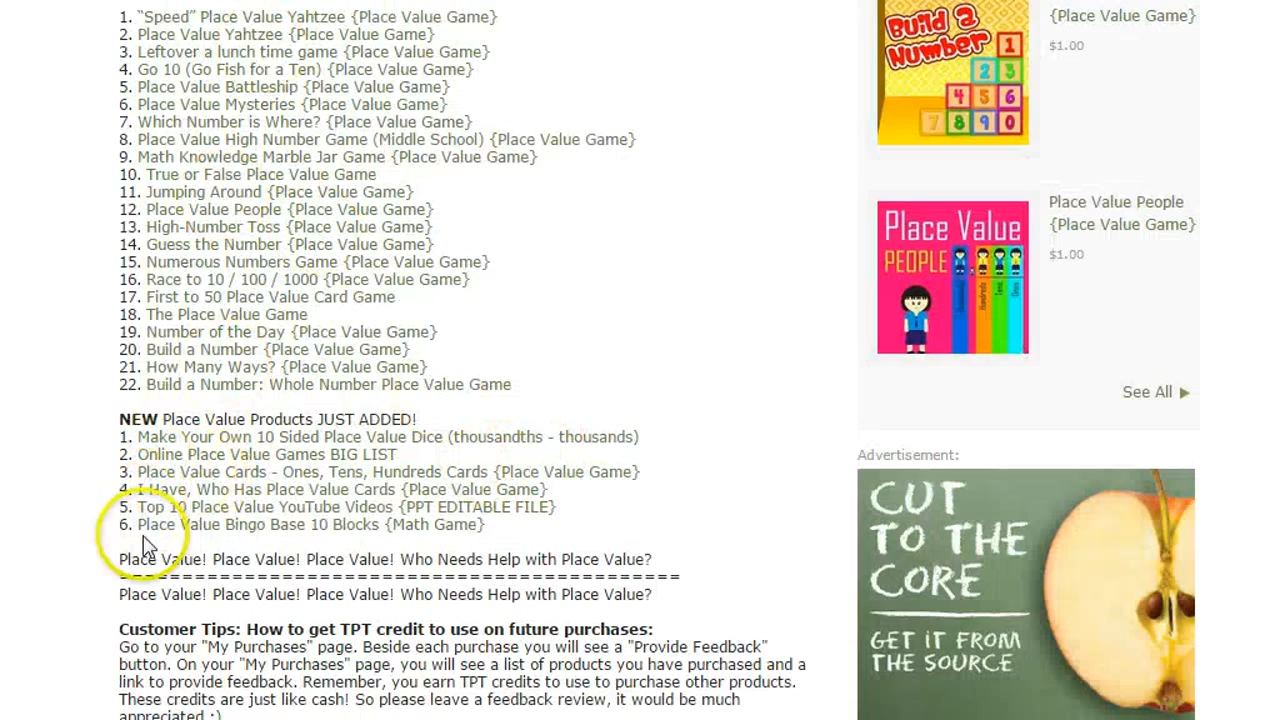 1. “Speed” Place Value Yahtzee {Place Value Game}
2. Place Value Yahtzee {Place Value Game}
3. Leftover a lunch time game {Place Value Game}
4. Go 10 (Go Fish for a Ten) {Place Value Game}
5. Place Value Battleship {Place Value Game}
6. Place Value Mysteries {Place Value Game}
7. Which Number is Where? {Place Value Game}
8. Place Value High Number Game (Middle School) {Place Value Game}
9. Math Knowledge Marble Jar Game {Place Value Game}
10. True or False Place Value Game
11. Jumping Around {Place Value Game}
12. Place Value People {Place Value Game}
13. High-Number Toss {Place Value Game}
14. Guess the Number {Place Value Game}
15. Numerous Numbers Game {Place Value Game}
16. Race to 10 / 100 / 1000 {Place Value Game}
17. First to 50 Place Value Card Game
18. The Place Value Game
19. Number of the Day {Place Value Game}
20. Build a Number {Place Value Game}
21. How Many Ways? {Place Value Game}
22. Build a Number: Whole Number Place Value Game
NEW Place Value Products JUST ADDED!
1. Make Your Own 10 Sided Place Value Dice (thousandths - thousands)
2. Online Place Value Games BIG LIST
3. Place Value Cards - Ones, Tens, Hundreds Cards {Place Value Game}
4. I Have, Who Has Place Value Cards {Place Value Game}
5. Top 10 Place Value YouTube Videos {PPT EDITABLE FILE}
6. Place Value Bingo Base 10 Blocks {Math Game}
Place Value! Place Value! Place Value! Who Needs Help with Place Value?
=============================================
Place Value! Place Value! Place Value! Who Needs Help with Place Value?
Customer Tips: How to get TPT credit to use on future purchases:
Go to your "My Purchases" page. Beside each purchase you will see a "Provide Feedback"
button. On your "My Purchases" page, you will see a list of products you have purchased and a
link to provide feedback. Remember, you earn TPT credits to use to purchase other products.
These credits are just like cash! So please leave a feedback review, it would be much
appreciated :)
Build a
Number
1
2 3
4 5 6
7 8 9 0
{Place Value Game}
$1.00
Place Value
PEOPLE
Hundreds
Tens
Ones
Place Value People
{Place Value Game}
$1.00
See All ▶
Advertisement:
CUT
TO THE
CORE
GET IT FROM
THE SOURCE